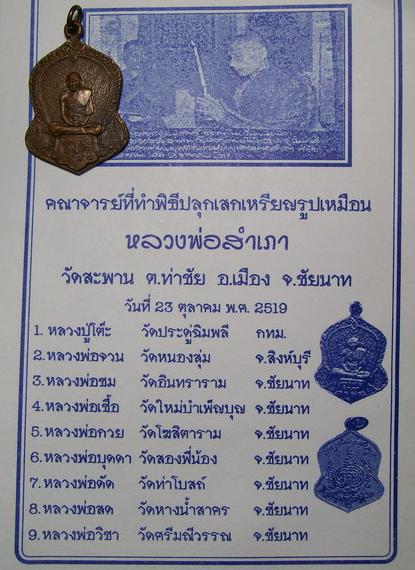 คณาจารย์ที่ทำพิธีปลุกเสกเหรียญรูปเหมือน
หลวงพ่อสำเภา
วัดสะพาน ต.ท่าชัย อ.เมือง จ.ชัยนาท
วันที่ 23 ตุลาคม พ.ศ. 2519
1. หลวงปู่โต๊ะ วัดประดู่ฉิมพลี กทม.
2. หลวงพ่อจวน วัดหนองสุ่ม จ.สิงห์บุรี
3. หลวงพ่อชม วัดอินทราราม จ.ชัยนาท
4. หลวงพ่อเชื้อ วัดใหม่บำเพ็ญบุญ จ.ชัยนาท
5. หลวงพ่อกวย วัดโฆสิตาราม จ.ชัยนาท
6. หลวงพ่อบุดดา วัดสองพี่น้อง จ.ชัยนาท
7. หลวงพ่อดัด วัดท่าโบสถ์ จ.ชัยนาท
8. หลวงพ่อสด วัดหางน้ำสาคร จ.ชัยนาท
9. หลวงพ่อวิชา วัดศรีมณีวรรณ จ.ชัยนาท